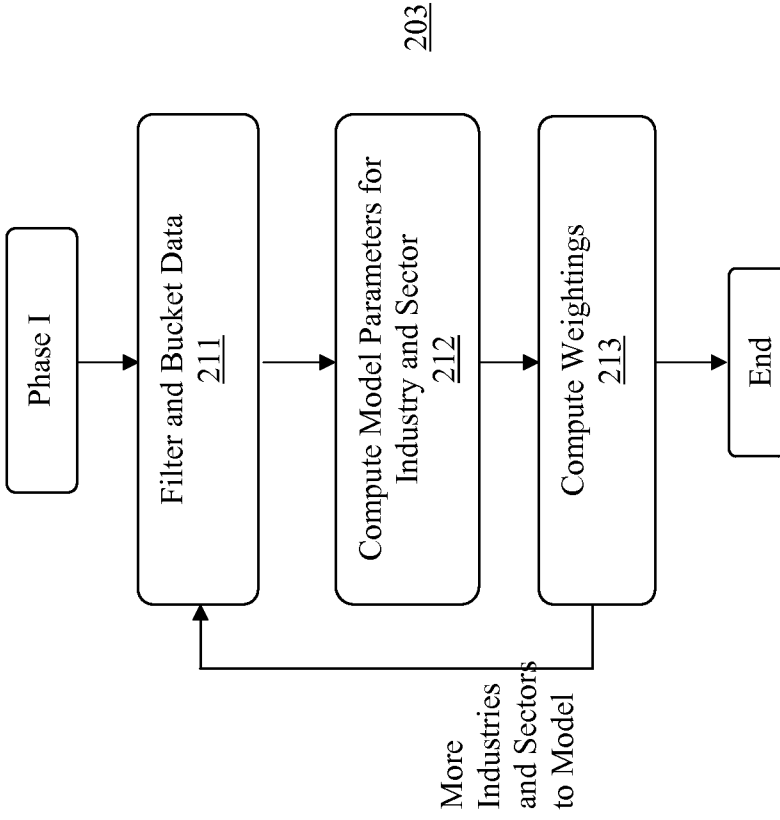 Phase I
Filter and Bucket Data
211
Compute Model Parameters for
Industry and Sector
212
Compute Weightings
213
End
More
Industries
and Sectors
to Model
203